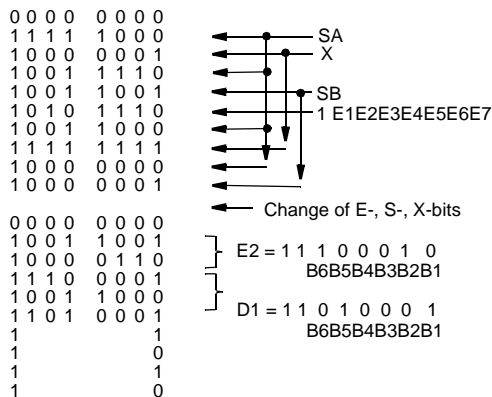 0 0 0 0 0 0 0 0
1 1 1 1 1 0 0 0 SA
1 0 0 0 0 0 0 1 X
1 0 0 1 1 1 1 0
1 0 0 1 1 0 0 1 SB
1 0 1 0 1 1 1 0 1 E1E2E3E4E5E6E7
1 0 0 1 1 0 0 0
1 1 1 1 1 1 1 1
1 0 0 0 0 0 0 0
1 0 0 0 0 0 0 1
Change of E-, S-, X-bits
0 0 0 0 0 0 0 0
1 0 0 1 1 0 0 1
E2 = 1 1 1 0 0 0 1 0
1 0 0 0 0 1 1 0
B6B5B4B3B2B1
1 1 1 0 0 0 0 1
1 0 0 1 1 0 0 0
D1 = 1 1 0 1 0 0 0 1
1 1 0 1 0 0 0 1
B6B5B4B3B2B1
1 1
1 0
1 1
1 0